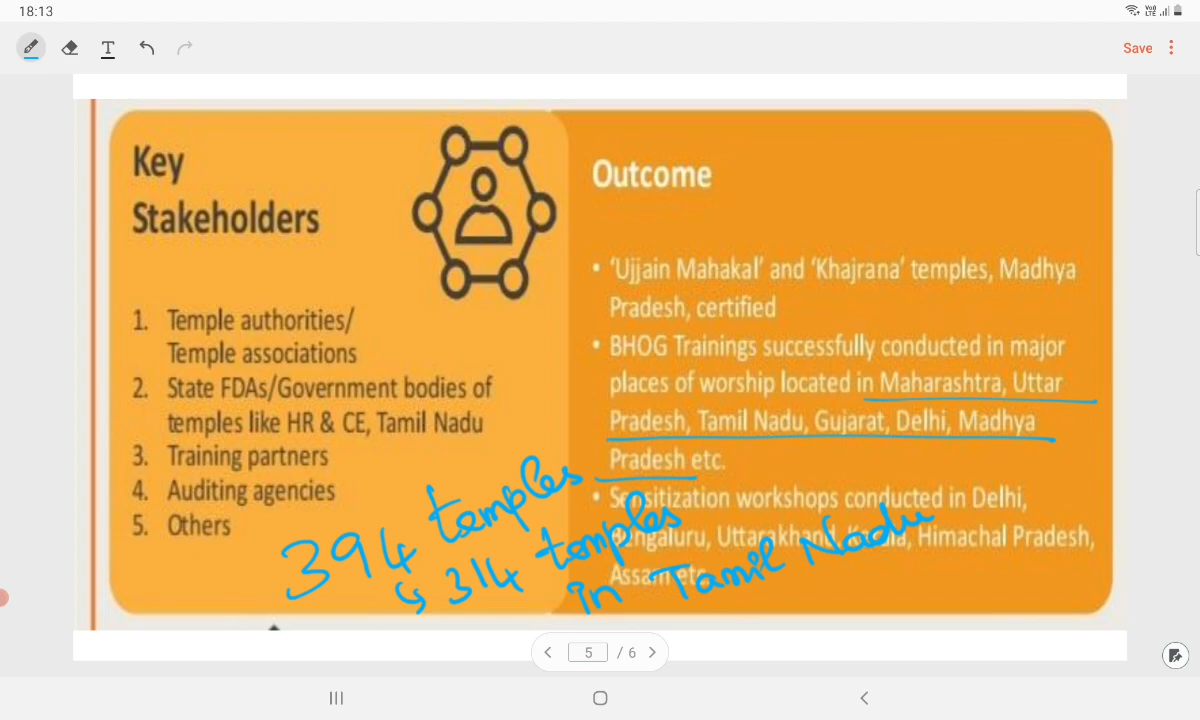 18:13
Save
Key
Stakeholders
1. Temple authorities/
Temple associations
2. State FDAs/Government bodies of
temples like HR & CE, Tamil Nadu
3. Training partners
4. Auditing agencies
5. Others
Outcome
• 'Ujjain Mahakal' and 'Khajrana' temples, Madhya
Pradesh, certified
• BHOG Trainings successfully conducted in major
places of worship located in Maharashtra, Uttar
Pradesh, Tamil Nadu, Gujarat, Delhi, Madhya
Pradesh etc.
• Sensitization workshops conducted in Delhi,
Bengaluru, Uttarakhand, Kerala, Himachal Pradesh,
Assam etc.
394 temples
↳ 314 temples
in Tamil Nadu
5 / 6